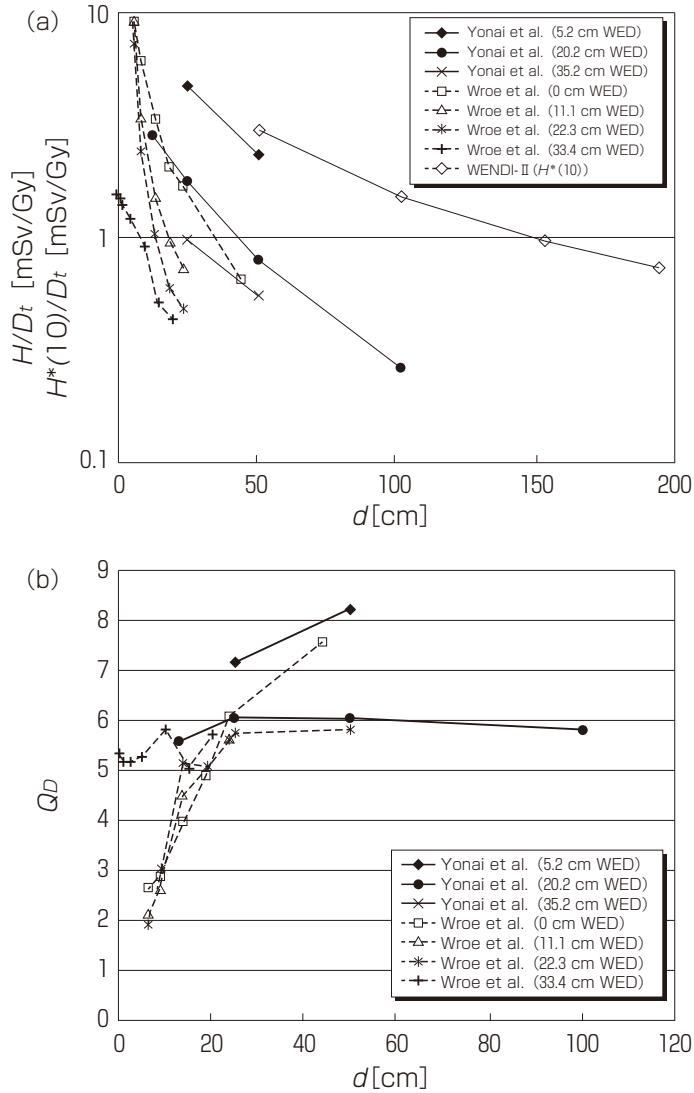 (a)
10
1
0.1
H/Dt [mSv/Gy]
H*(10)/Dt [mSv/Gy]
Yonai et al. (5.2 cm WED)
Yonai et al. (20.2 cm WED)
Yonai et al. (35.2 cm WED)
Wroe et al. (0 cm WED)
Wroe et al. (11.1 cm WED)
Wroe et al. (22.3 cm WED)
Wroe et al. (33.4 cm WED)
WENDI-Ⅱ (H*(10))
0 50 100 150 200
d [cm]
(b)
9
8
7
6
5
4
3
2
1
0
QD
Yonai et al. (5.2 cm WED)
Yonai et al. (20.2 cm WED)
Yonai et al. (35.2 cm WED)
Wroe et al. (0 cm WED)
Wroe et al. (11.1 cm WED)
Wroe et al. (22.3 cm WED)
Wroe et al. (33.4 cm WED)
0 20 40 60 80 100 120
d [cm]